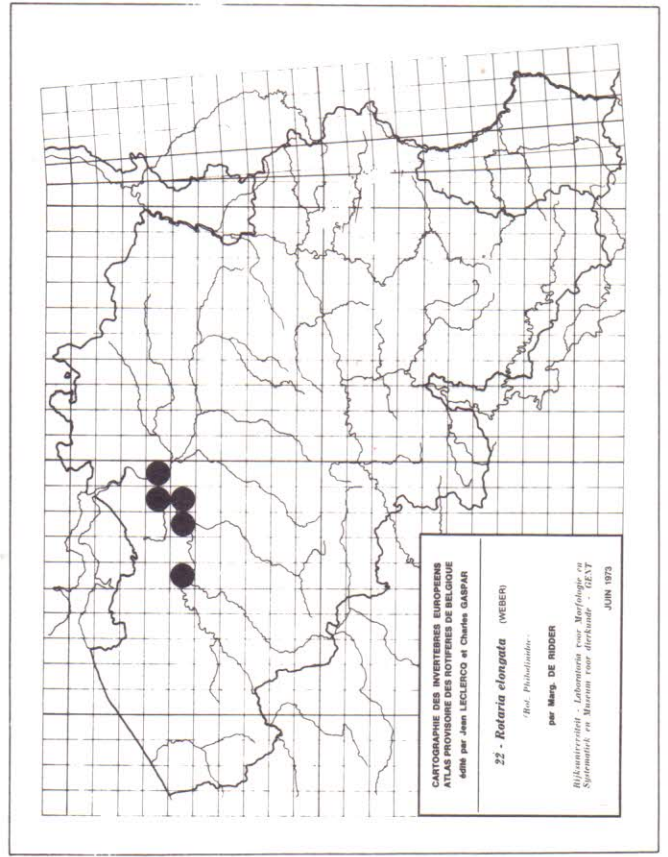 CARTOGRAPHIE DES INVERTEBRES EUROPEENS
ATLAS PROVISOIRE DES ROTIFERES DE BELGIQUE
édité par Jean LECLERCQ et Charles GASPAR
22 - Rotaria elongata (WEBER)
(Rot. Philodinidae)
par Marg. DE RIDDER
Rijksuniversiteit - Laboratoria voor Morfologie en
Systematiek en Museum voor dierkunde - GENT
JUIN 1973